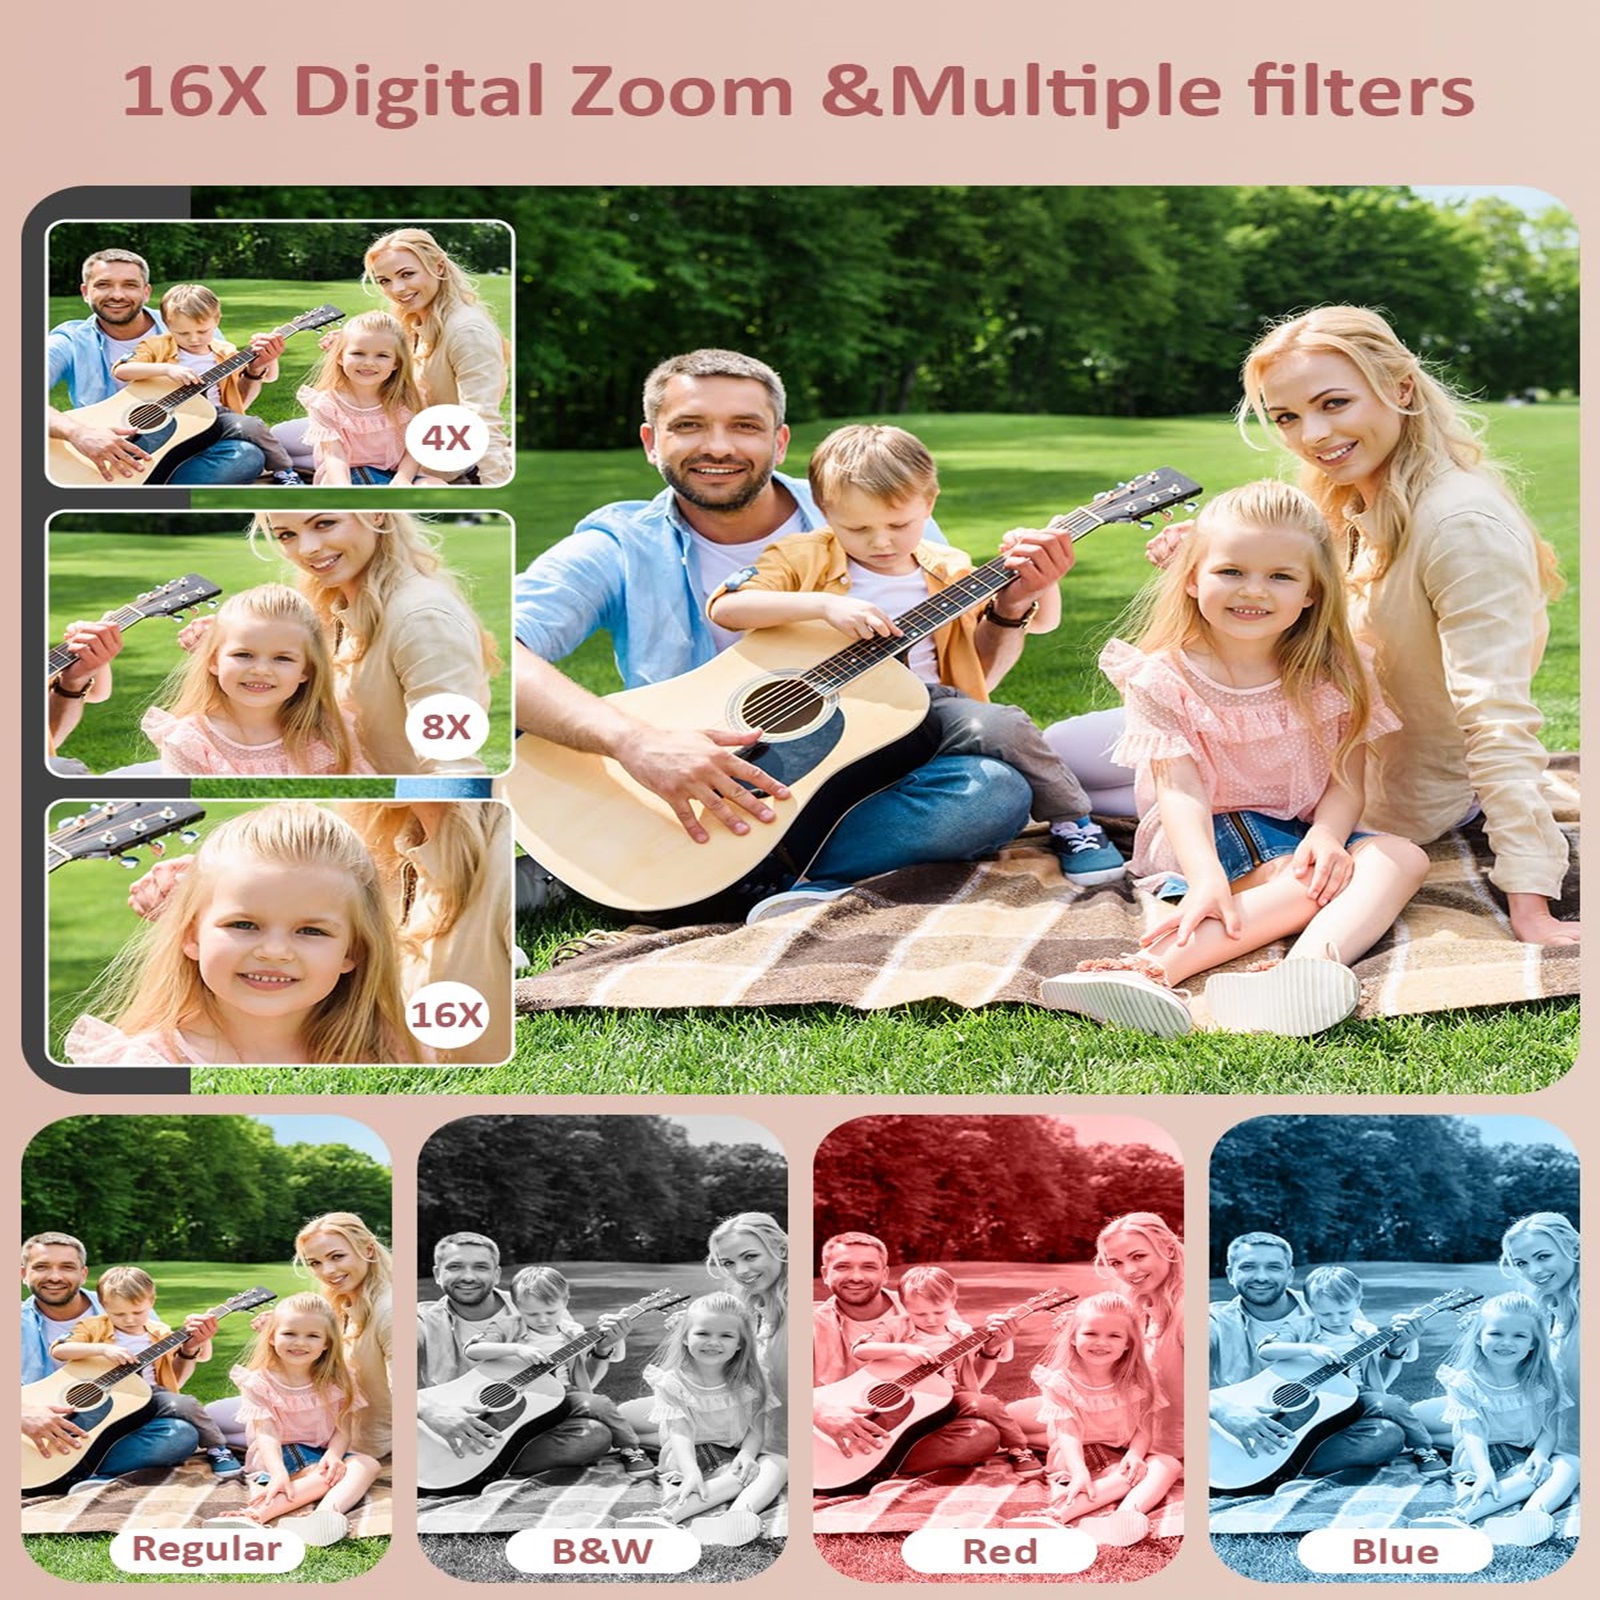 16X Digital Zoom &Multiple filters
4X
8X
16X
Regular
B&W
Red
Blue